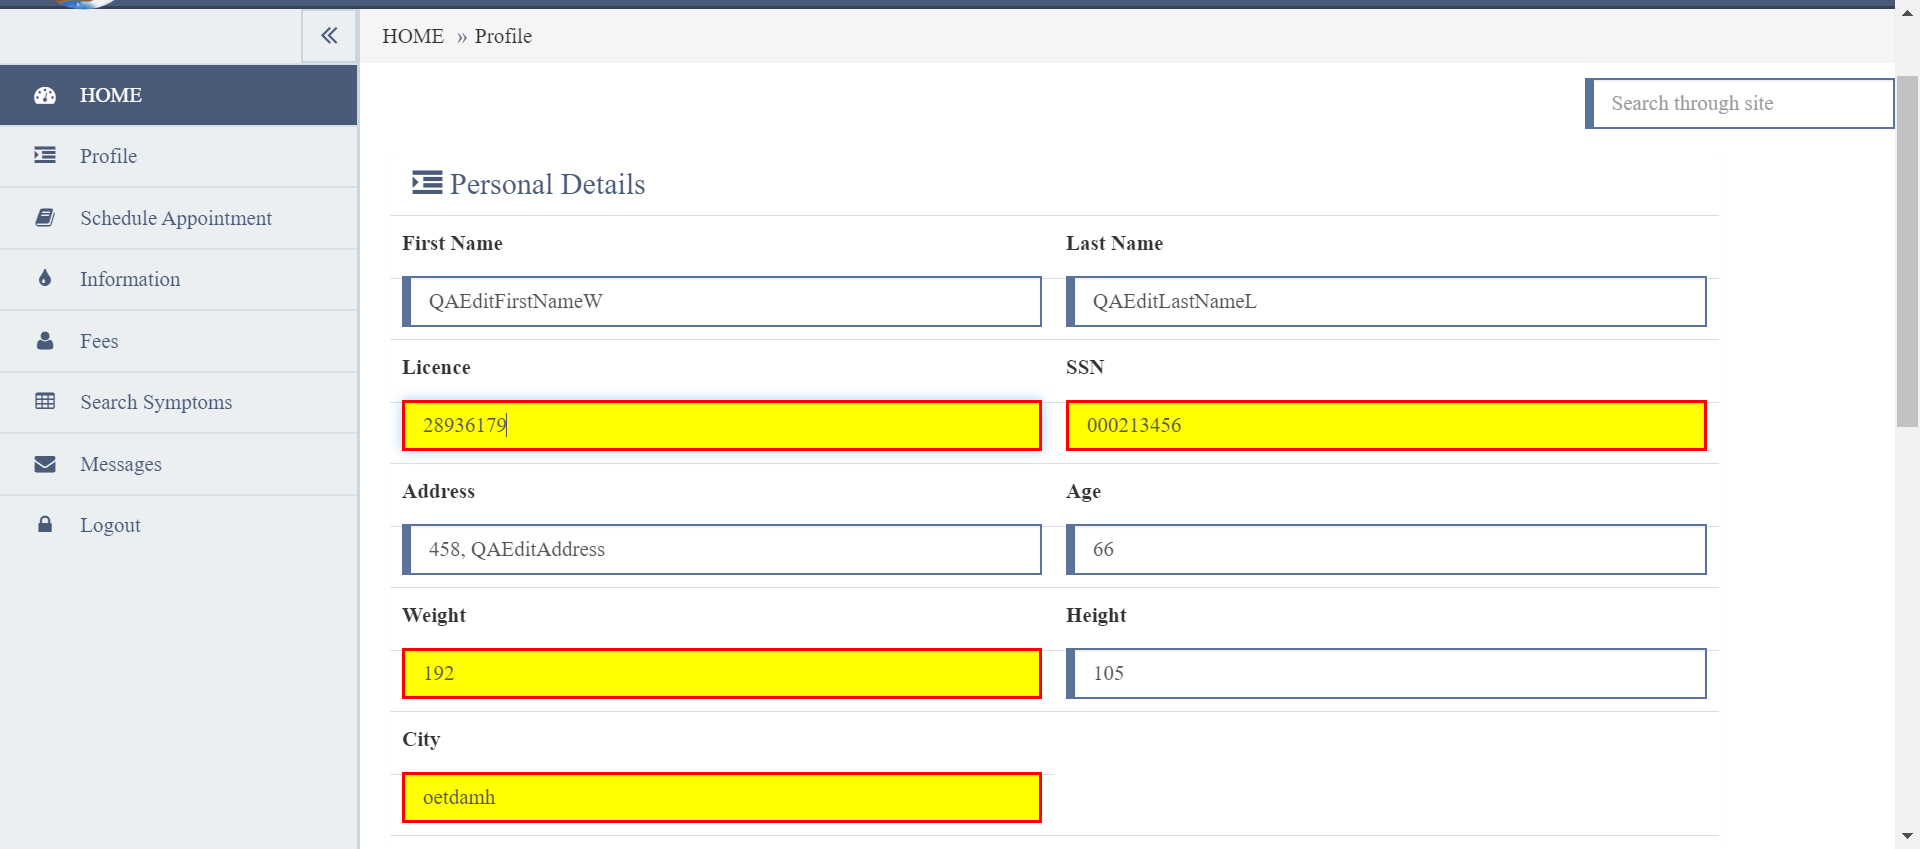 HOME » Profile
Search through site
HOME
Profile
Schedule Appointment
Information
Fees
Search Symptoms
Messages
Logout
Personal Details
First Name
Last Name
QAEditFirstNameW
QAEditLastNameL
Licence
SSN
28936179
000213456
Address
Age
458, QAEditAddress
66
Weight
Height
192
105
City
oetdamh